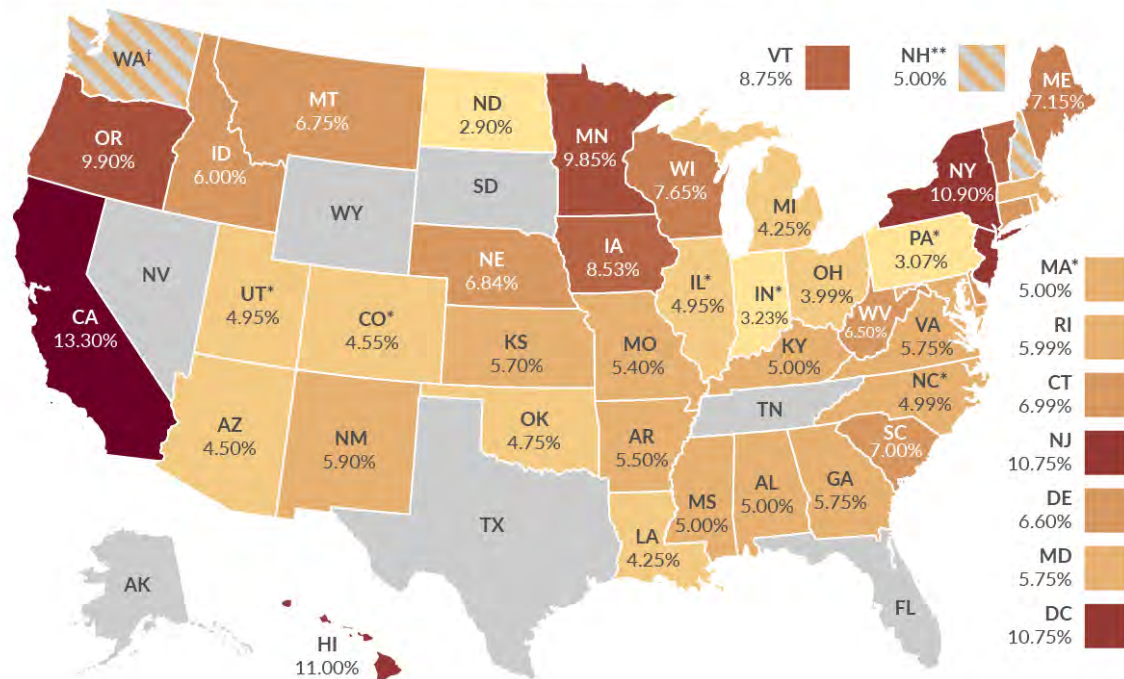 WA†
VT
8.75%
NH**
5.00%
ME
7.15%
MT
6.75%
ND
2.90%
MN
9.85%
OR
9.90%
ID
6.00%
WI
7.65%
NY
10.90%
SD
WY
MI
4.25%
IA
8.53%
NE
6.84%
PA*
3.07%
NV
UT*
4.95%
CO*
4.55%
IL*
4.95%
IN*
3.23%
OH
3.99%
MA*
5.00%
CA
13.30%
WV
6.50%
VA
5.75%
RI
5.99%
KS
5.70%
MO
5.40%
KY
5.00%
NC*
4.99%
CT
6.99%
AZ
4.50%
NM
5.90%
OK
4.75%
AR
5.50%
TN
SC
7.00%
NJ
10.75%
MS
5.00%
AL
5.00%
GA
5.75%
DE
6.60%
TX
LA
4.25%
MD
5.75%
AK
FL
DC
10.75%
HI
11.00%